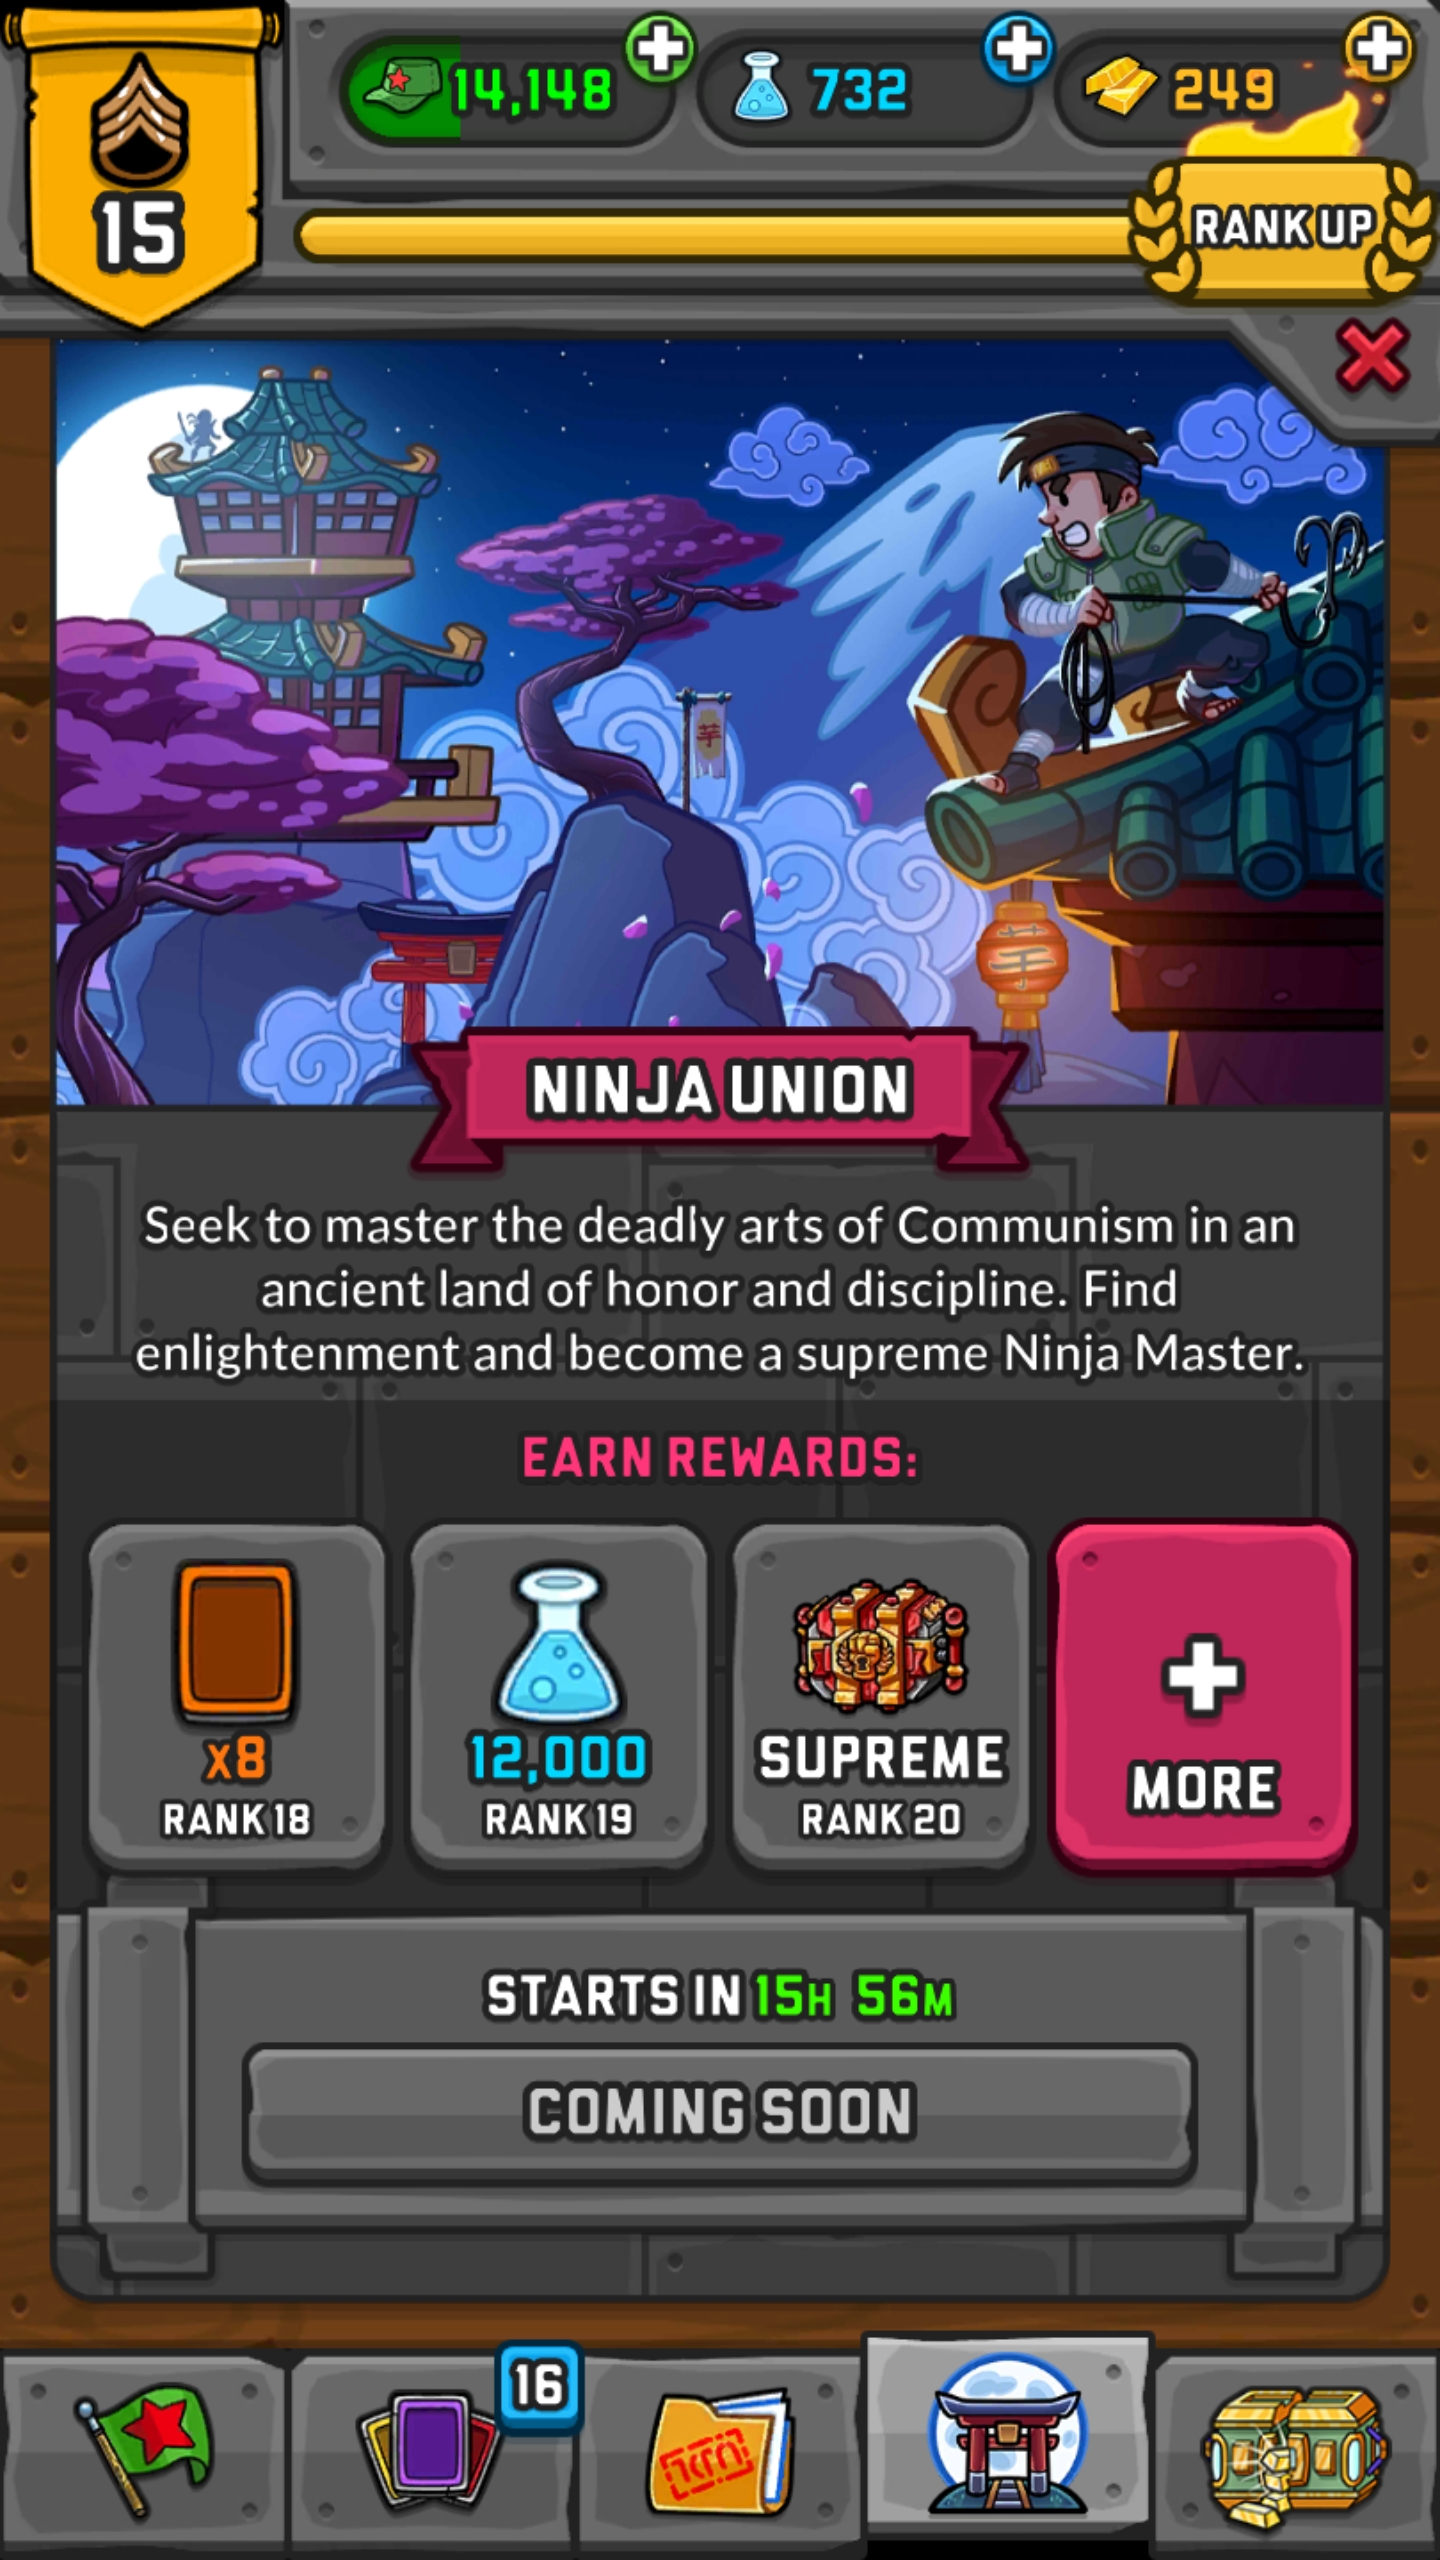 14,148
732
249
15
RANK UP
芋
芋
NINJA UNION
Seek to master the deadly arts of Communism in an
ancient land of honor and discipline. Find
enlightenment and become a supreme Ninja Master.
EARN REWARDS:
x8
RANK 18
12,000
RANK 19
SUPREME
RANK 20
MORE
STARTS IN 15H 56M
COMING SOON
16